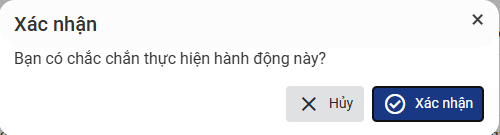 Xác nhận
Bạn có chắc chắn thực hiện hành động này?
Hủy
Xác nhận